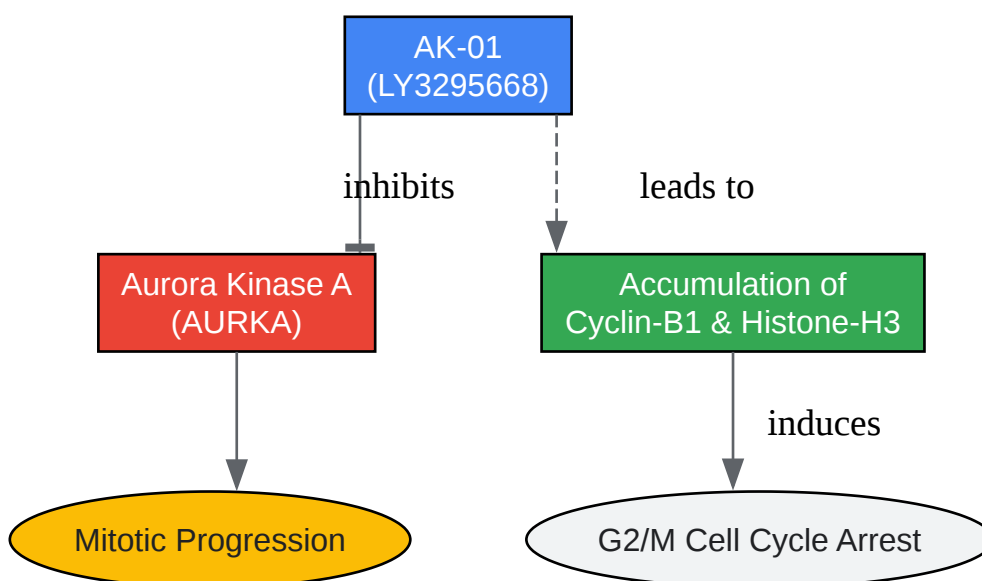 AK-01
(LY3295668)
inhibits
leads to
Aurora Kinase A
(AURKA)
Accumulation of
Cyclin-B1 & Histone-H3
induces
Mitotic Progression
G2/M Cell Cycle Arrest